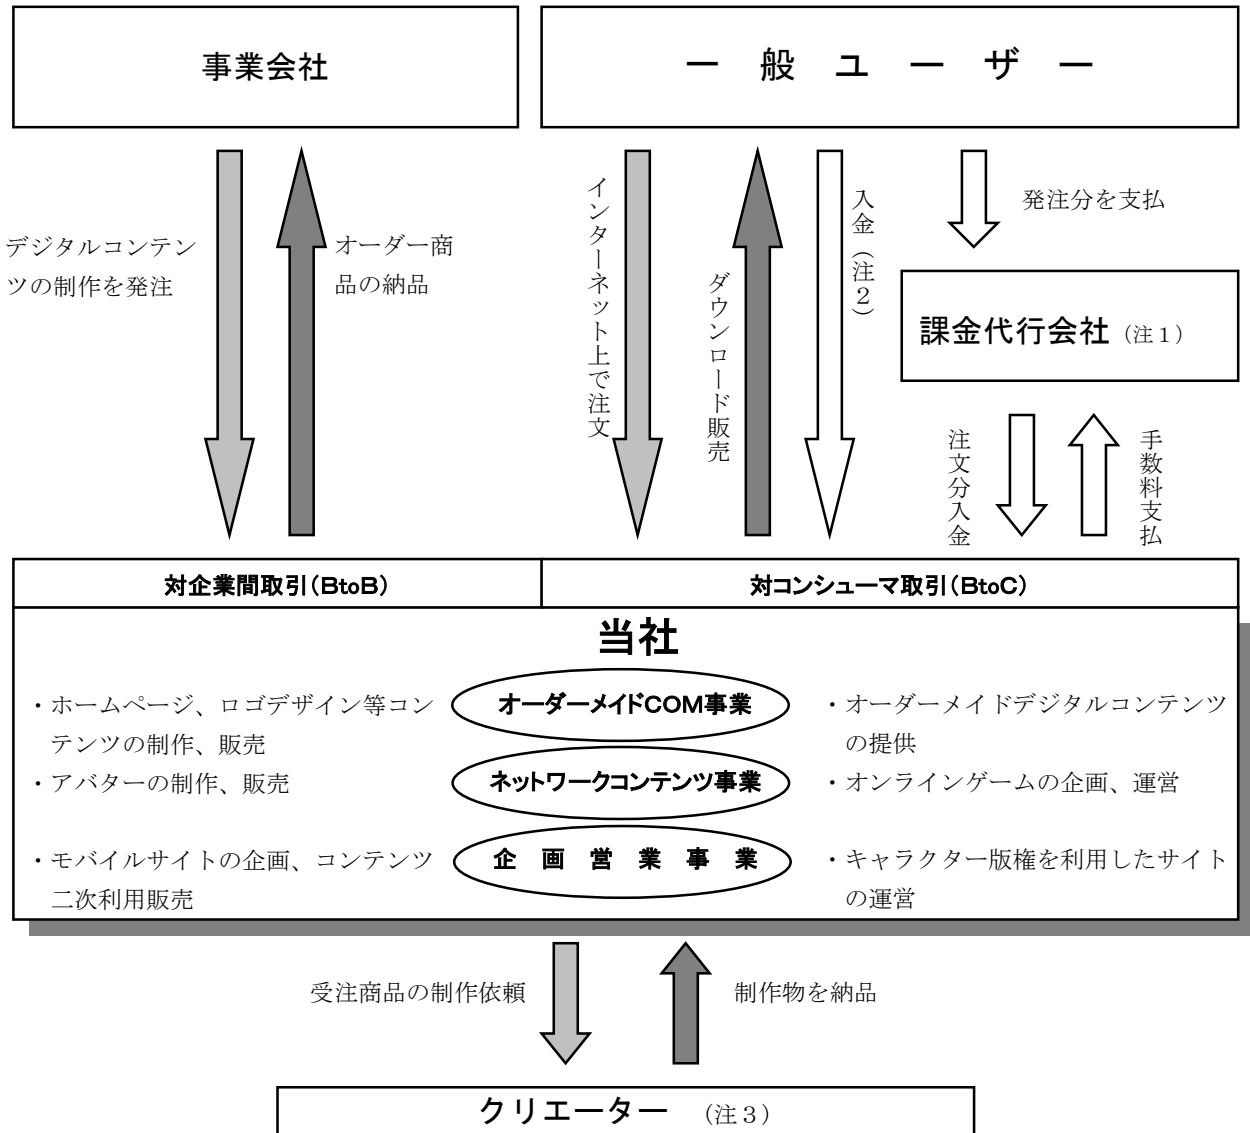 事業会社
一般ユーザー
デジタルコンテン
ツの制作を発注
オーダー商
品の納品
インターネット上で注文
ダウンロード販売
入金（注２）
発注分を支払
課金代行会社（注１）
注文分入金
手数料支払
対企業間取引（BtoB）
対コンシューマ取引（BtoC）
当社
・ホームページ、ロゴデザイン等コン
テンツの制作、販売
・アバターの制作、販売
・モバイルサイトの企画、コンテンツ
二次利用販売
オーダーメイドCOM事業
ネットワークコンテンツ事業
企画営業事業
・オーダーメイドデジタルコンテンツ
の提供
・オンラインゲームの企画、運営
・キャラクター版権を利用したサイト
の運営
受注商品の制作依頼
制作物を納品
クリエーター（注３）